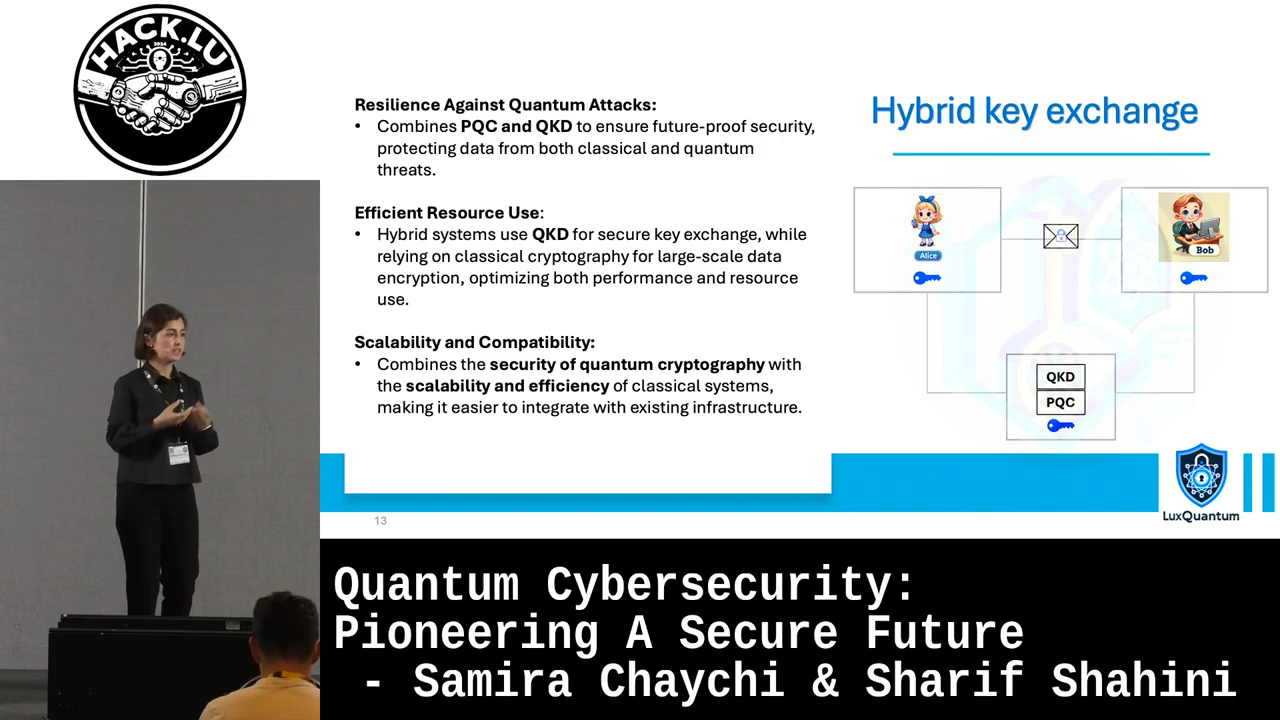 HACK.LU
2024
Resilience Against Quantum Attacks:
• Combines PQC and QKD to ensure future-proof security,
protecting data from both classical and quantum
threats.
Efficient Resource Use:
• Hybrid systems use QKD for secure key exchange, while
relying on classical cryptography for large-scale data
encryption, optimizing both performance and resource
use.
Scalability and Compatibility:
• Combines the security of quantum cryptography with
the scalability and efficiency of classical systems,
making it easier to integrate with existing infrastructure.
13
Hybrid key exchange
Alice
Bob
QKD
PQC
LuxQuantum
Quantum Cybersecurity:
Pioneering A Secure Future
- Samira Chaychi & Sharif Shahini